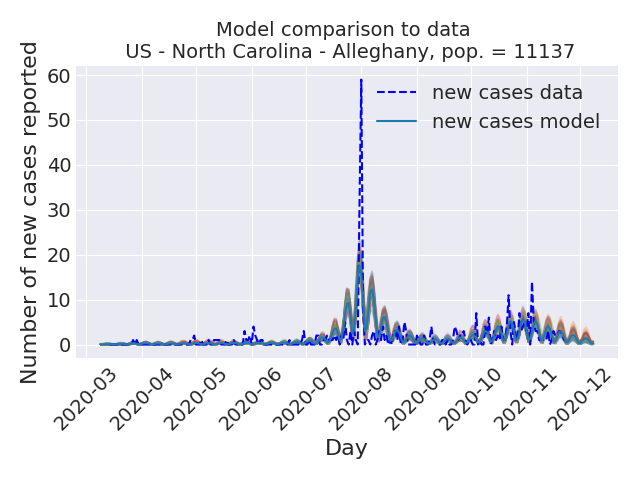 Model comparison to data
US - North Carolina - Alleghany, pop. = 11137
Number of new cases reported
60
50
40
30
20
10
0
new cases data
new cases model
2020-03
2020-04
2020-05
2020-06
2020-07
2020-08
2020-09
2020-10
2020-11
2020-12
Day